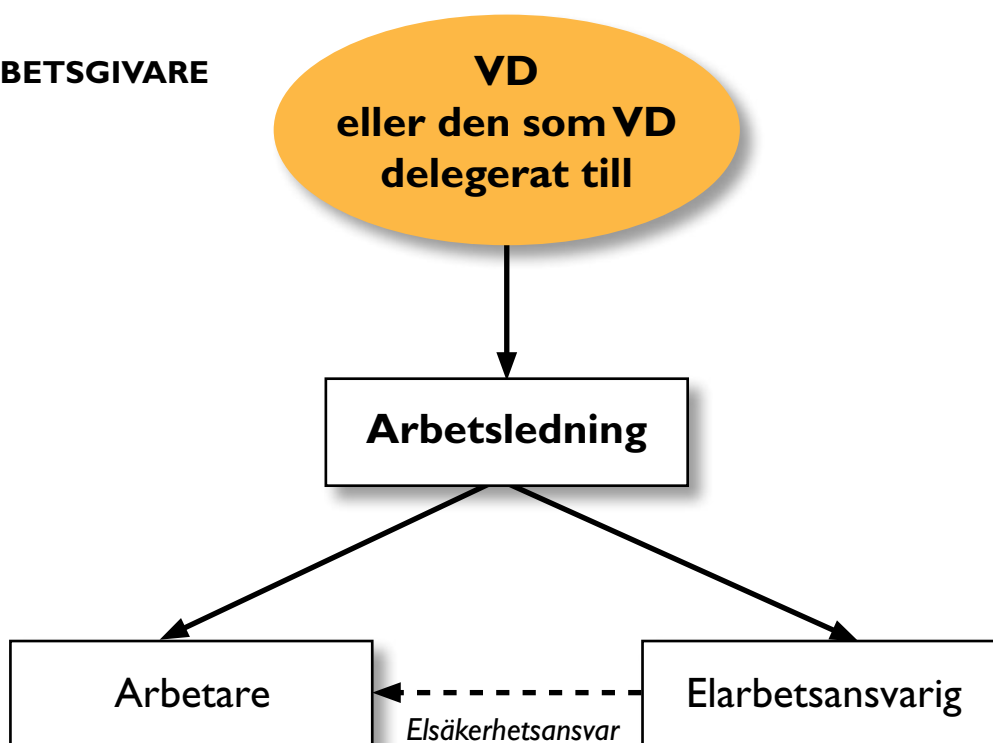 BETSGIVARE
VD
eller den som VD
delegerat till
Arbetsledning
Arbetare
Elarbetsansvarig
Elsäkerhetsansvar